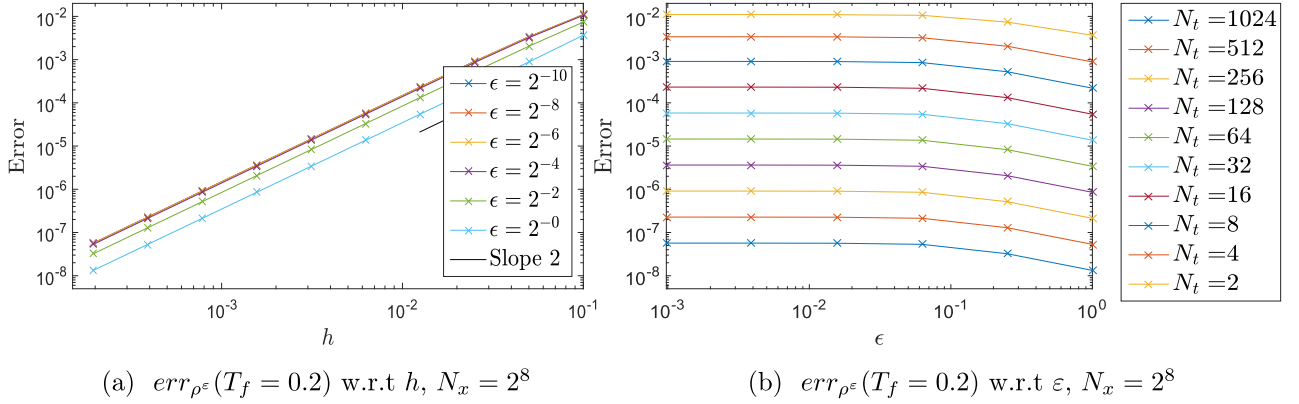 10^{-2}
10^{-3}
10^{-4}
10^{-5}
10^{-6}
10^{-7}
10^{-8}
Error
10^{-3}
10^{-2}
10^{-1}
h
ϵ = 2^{-10}
ϵ = 2^{-8}
ϵ = 2^{-6}
ϵ = 2^{-4}
ϵ = 2^{-2}
ϵ = 2^{-0}
Slope 2
(a) err_{ρ^ε}(T_f = 0.2) w.r.t h, N_x = 2^8
10^{-2}
10^{-3}
10^{-4}
10^{-5}
10^{-6}
10^{-7}
10^{-8}
Error
10^{-3}
10^{-2}
10^{-1}
10^{0}
ϵ
N_t =1024
N_t =512
N_t =256
N_t =128
N_t =64
N_t =32
N_t =16
N_t =8
N_t =4
N_t =2
(b) err_{ρ^ε}(T_f = 0.2) w.r.t ε, N_x = 2^8